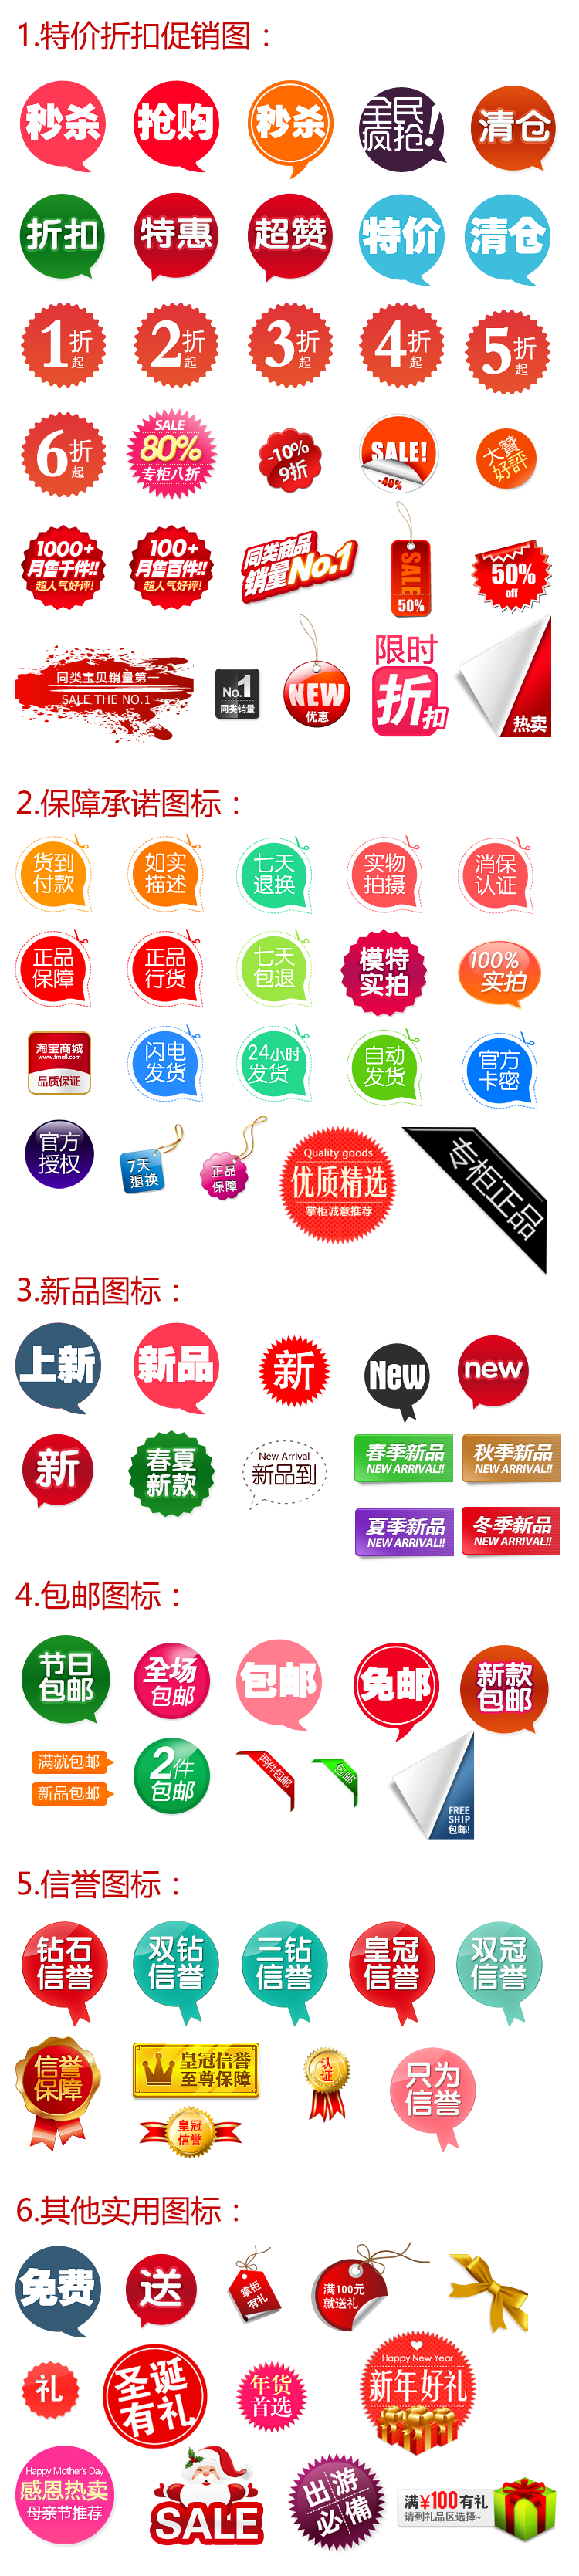 1.特价折扣促销图：
秒杀
抢购
秒杀
全民
疯抢!
清仓
折扣
特惠
超赞
特价
清仓
1折起
2折起
3折起
4折起
5折起
6折起
SALE
80%
专柜八折
-10%
9折
SALE!
-40%
大赞
好評
1000+
月售千件!!
超人气好评!
100+
月售百件!!
超人气好评!
同类商品
销量No.1
SALE
50%
50%
off
同类宝贝销量第一
SALE THE NO.1
No.1
同类销量
NEW
优惠
限时
折扣
热卖
2.保障承诺图标：
货到
付款
如实
描述
七天
退换
实物
拍摄
消保
认证
正品
保障
正品
行货
七天
包退
模特
实拍
100%
实拍
淘宝商城
www.tmall.com
品质保证
闪电
发货
24小时
发货
自动
发货
官方
卡密
官方
授权
7天
退换
正品
保障
Quality goods
优质精选
掌柜诚意推荐
专柜正品
3.新品图标：
上新
新品
新
New
new
新
春夏
新款
New Arrival
新品到
春季新品
NEW ARRIVAL!!
秋季新品
NEW ARRIVAL!!
夏季新品
NEW ARRIVAL!!
冬季新品
NEW ARRIVAL!!
4.包邮图标：
节日
包邮
全场
包邮
包邮
免邮
新款
包邮
满就包邮
新品包邮
2件
包邮
两件包邮
包邮
FREE
SHIP
包邮!
5.信誉图标：
钻石
信誉
双钻
信誉
三钻
信誉
皇冠
信誉
双冠
信誉
信誉
保障
皇冠信誉
至尊保障
皇冠
信誉
认
证
只为
信誉
6.其他实用图标：
免费
送
掌柜
有礼
满100元
就送礼
礼
圣诞
有礼
年货
首选
Happy New Year
新年好礼
Happy Mother's Day
感恩热卖
母亲节推荐
SALE
出游
必備
满¥100有礼
请到礼品区选择~